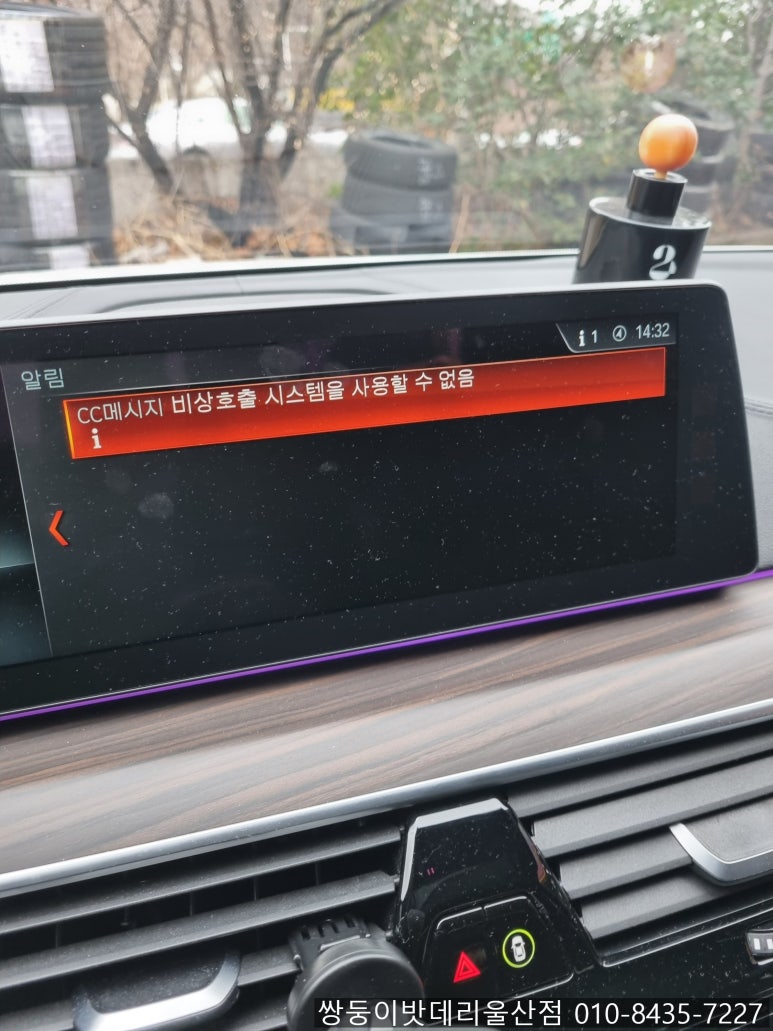 2
i 1 14:32
알림
CC메시지 비상호출 시스템을 사용할 수 없음
i
쌍둥이밧데리울산점 010-8435-7227